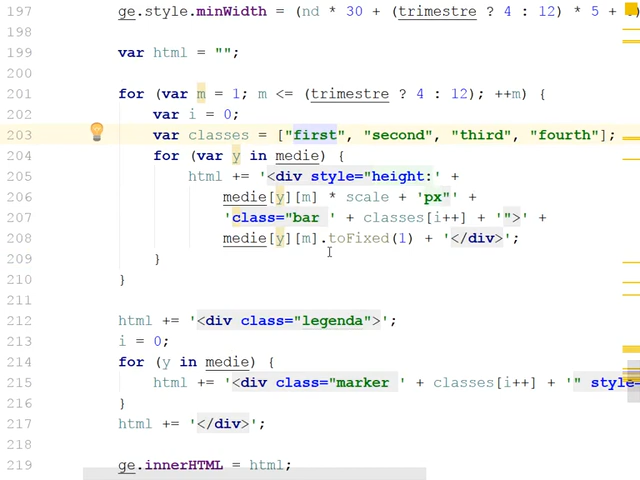 197 ge.style.minWidth = (nd * 30 + (trimestre ? 4 : 12) * 5 +
198
199 var html = "";
200
201 for (var m = 1; m <= (trimestre ? 4 : 12); ++m) {
202 var i = 0;
203 var classes = ["first", "second", "third", "fourth"];
204 for (var y in medie) {
205 html += '<div style="height:' +
206 medie[y][m] * scale + 'px"' +
207 'class="bar ' + classes[i++] + '">' +
208 medie[y][m].toFixed(1) + '</div>';
209 }
210 }
211
212 html += '<div class="legenda">';
213 i = 0;
214 for (y in medie) {
215 html += '<div class="marker ' + classes[i++] + '" style=
216 }
217 html += '</div>';
218
219 ge.innerHTML = html;